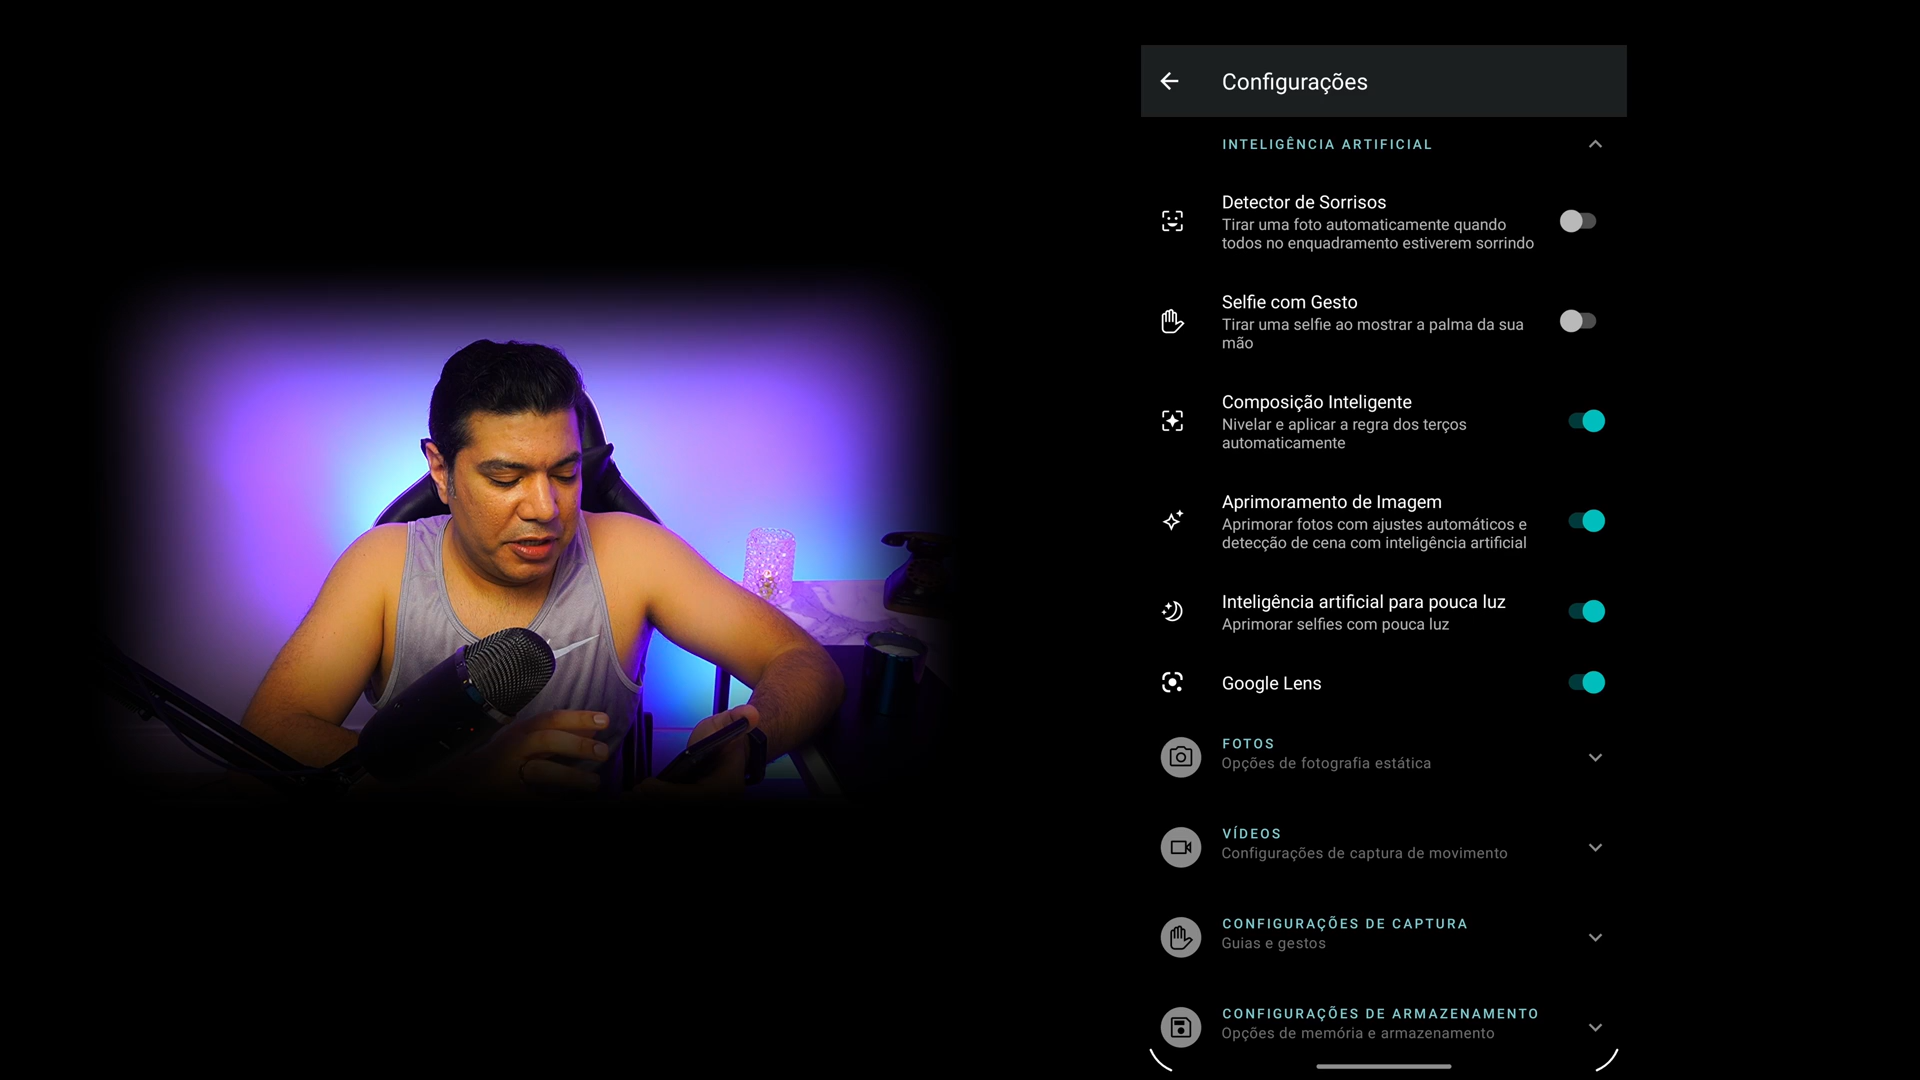 Configurações
INTELIGÊNCIA ARTIFICIAL
Detector de Sorrisos
Tirar uma foto automaticamente quando
todos no enquadramento estiverem sorrindo
Selfie com Gesto
Tirar uma selfie ao mostrar a palma da sua
mão
Composição Inteligente
Nivelar e aplicar a regra dos terços
automaticamente
Aprimoramento de Imagem
Aprimorar fotos com ajustes automáticos e
detecção de cena com inteligência artificial
Inteligência artificial para pouca luz
Aprimorar selfies com pouca luz
Google Lens
FOTOS
Opções de fotografia estática
VÍDEOS
Configurações de captura de movimento
CONFIGURAÇÕES DE CAPTURA
Guias e gestos
CONFIGURAÇÕES DE ARMAZENAMENTO
Opções de memória e armazenamento